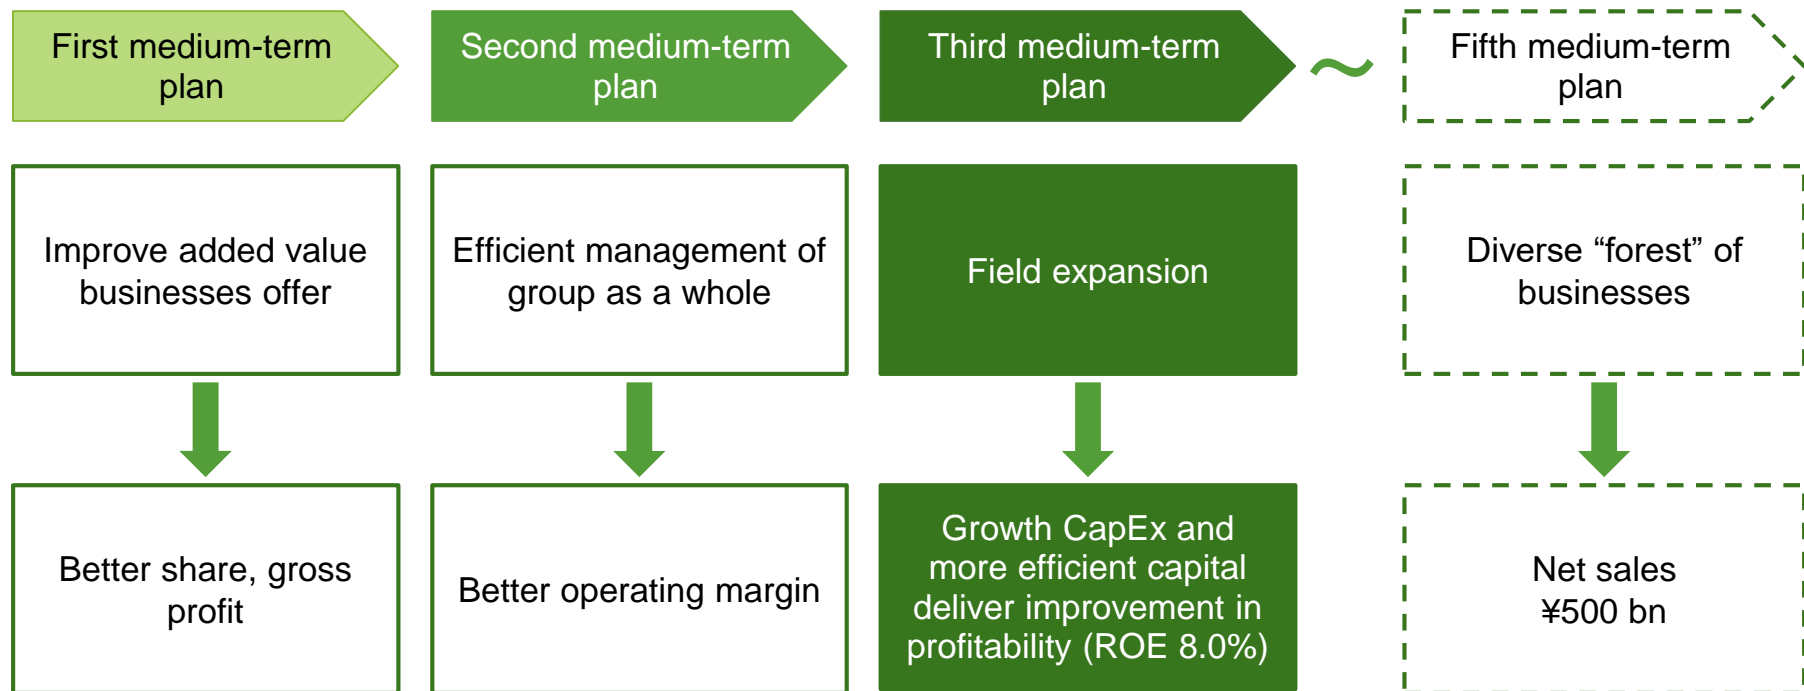 First medium-term
plan
Second medium-term
plan
Third medium-term
plan
~
Fifth medium-term
plan
Improve added value
businesses offer
Efficient management of
group as a whole
Field expansion
Diverse “forest” of
businesses
Better share, gross
profit
Better operating margin
Growth CapEx and
more efficient capital
deliver improvement in
profitability (ROE 8.0%)
Net sales
¥500 bn